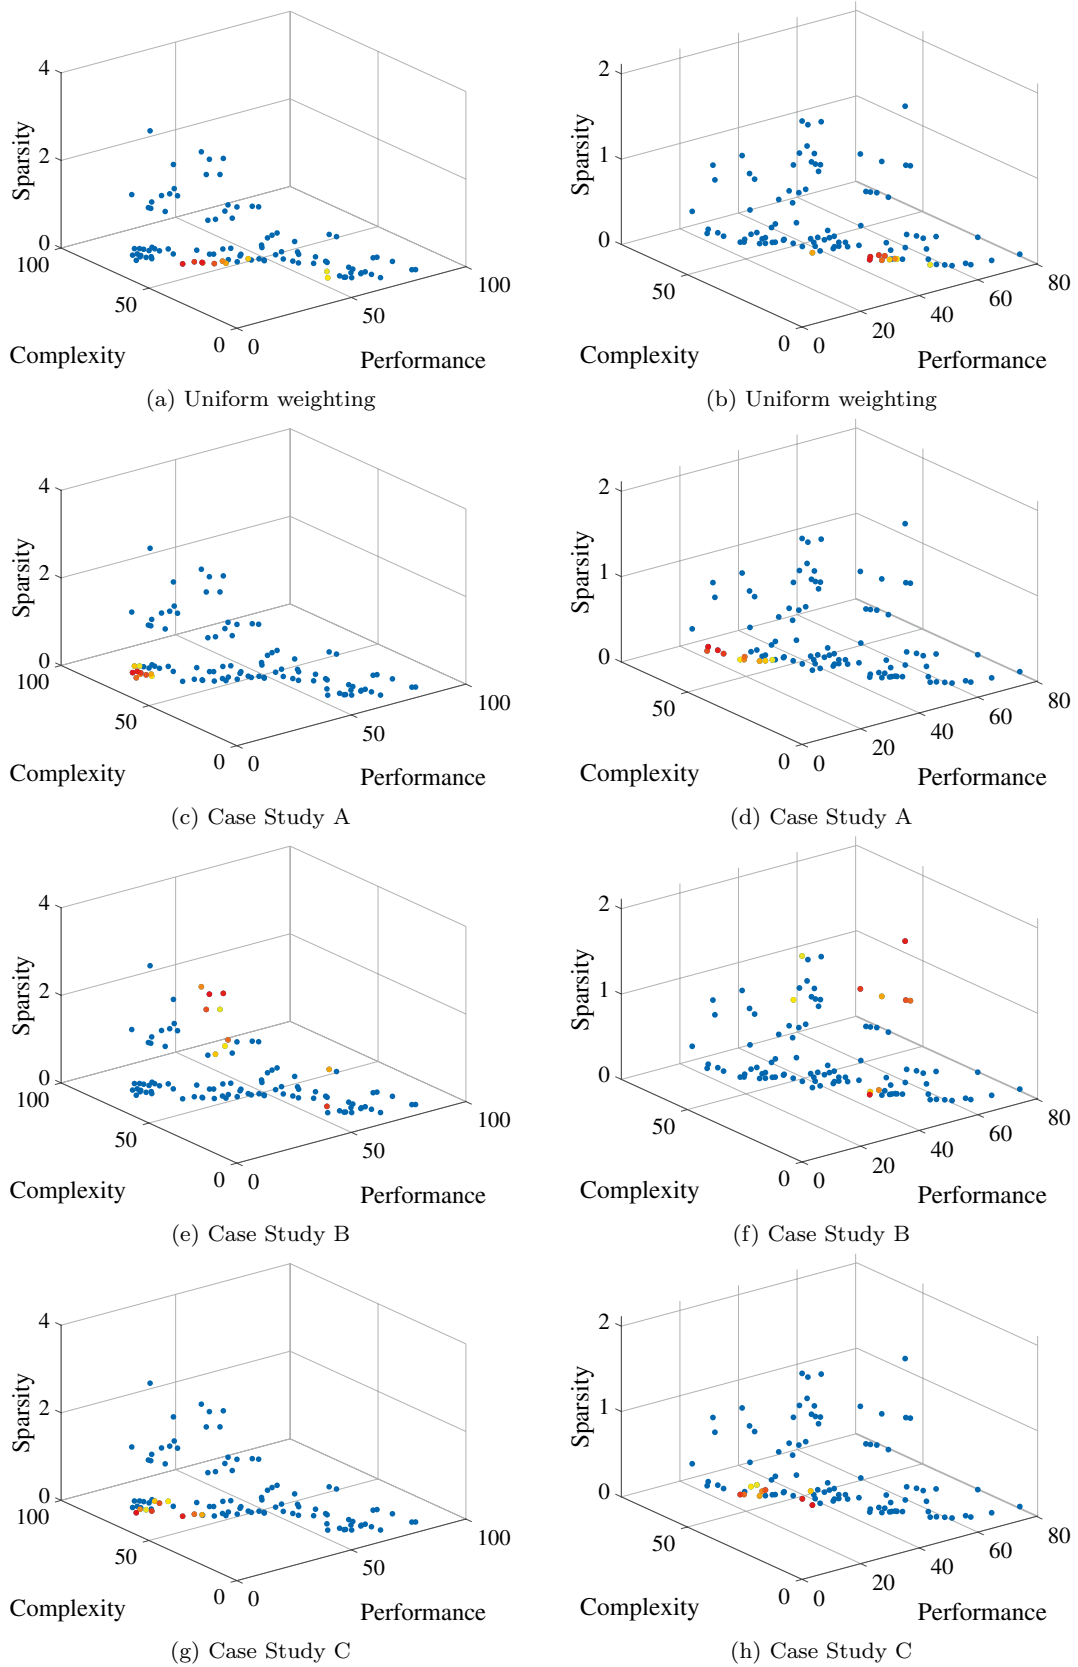 4
2
0
Sparsity
100
50
0
Complexity
0
50
100
Performance
(a) Uniform weighting
2
1
0
Sparsity
50
0
Complexity
0
20
40
60
80
Performance
(b) Uniform weighting
4
2
0
Sparsity
100
50
0
Complexity
0
50
100
Performance
(c) Case Study A
2
1
0
Sparsity
50
0
Complexity
0
20
40
60
80
Performance
(d) Case Study A
4
2
0
Sparsity
100
50
0
Complexity
0
50
100
Performance
(e) Case Study B
2
1
0
Sparsity
50
0
Complexity
0
20
40
60
80
Performance
(f) Case Study B
4
2
0
Sparsity
100
50
0
Complexity
0
50
100
Performance
(g) Case Study C
2
1
0
Sparsity
50
0
Complexity
0
20
40
60
80
Performance
(h) Case Study C